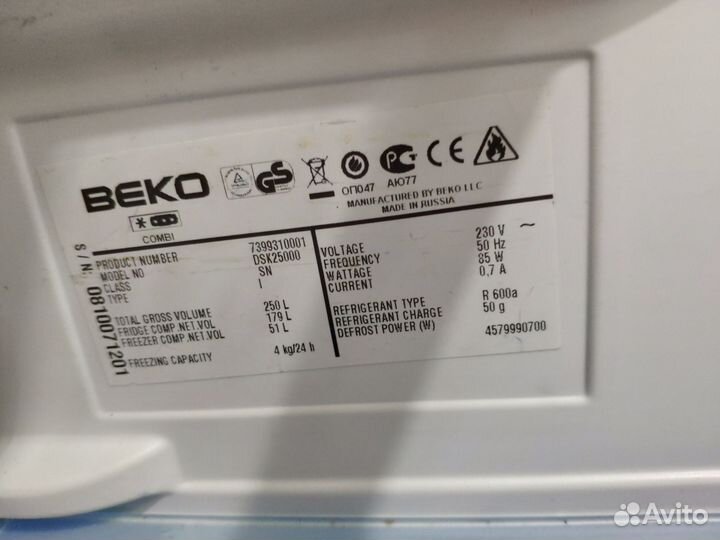 BEKO
GS
ОП047 АЮ77
MANUFACTURED BY BEKO LLC
MADE IN RUSSIA
COMBI
S / N: 0810071201
PRODUCT NUMBER 7399310001
MODEL NO DSK25000
CLASS SN
TYPE I
TOTAL GROSS VOLUME 250 L
FRIDGE COMP.NET.VOL 179 L
FREEZER COMP.NET.VOL 51 L
FREEZING CAPACITY 4 kg/24 h
VOLTAGE 230 V ~
FREQUENCY 50 Hz
WATTAGE 85 W
CURRENT 0,7 A
REFRIGERANT TYPE R 600a
REFRIGERANT CHARGE 50 g
DEFROST POWER (W)
4579990700
Avito